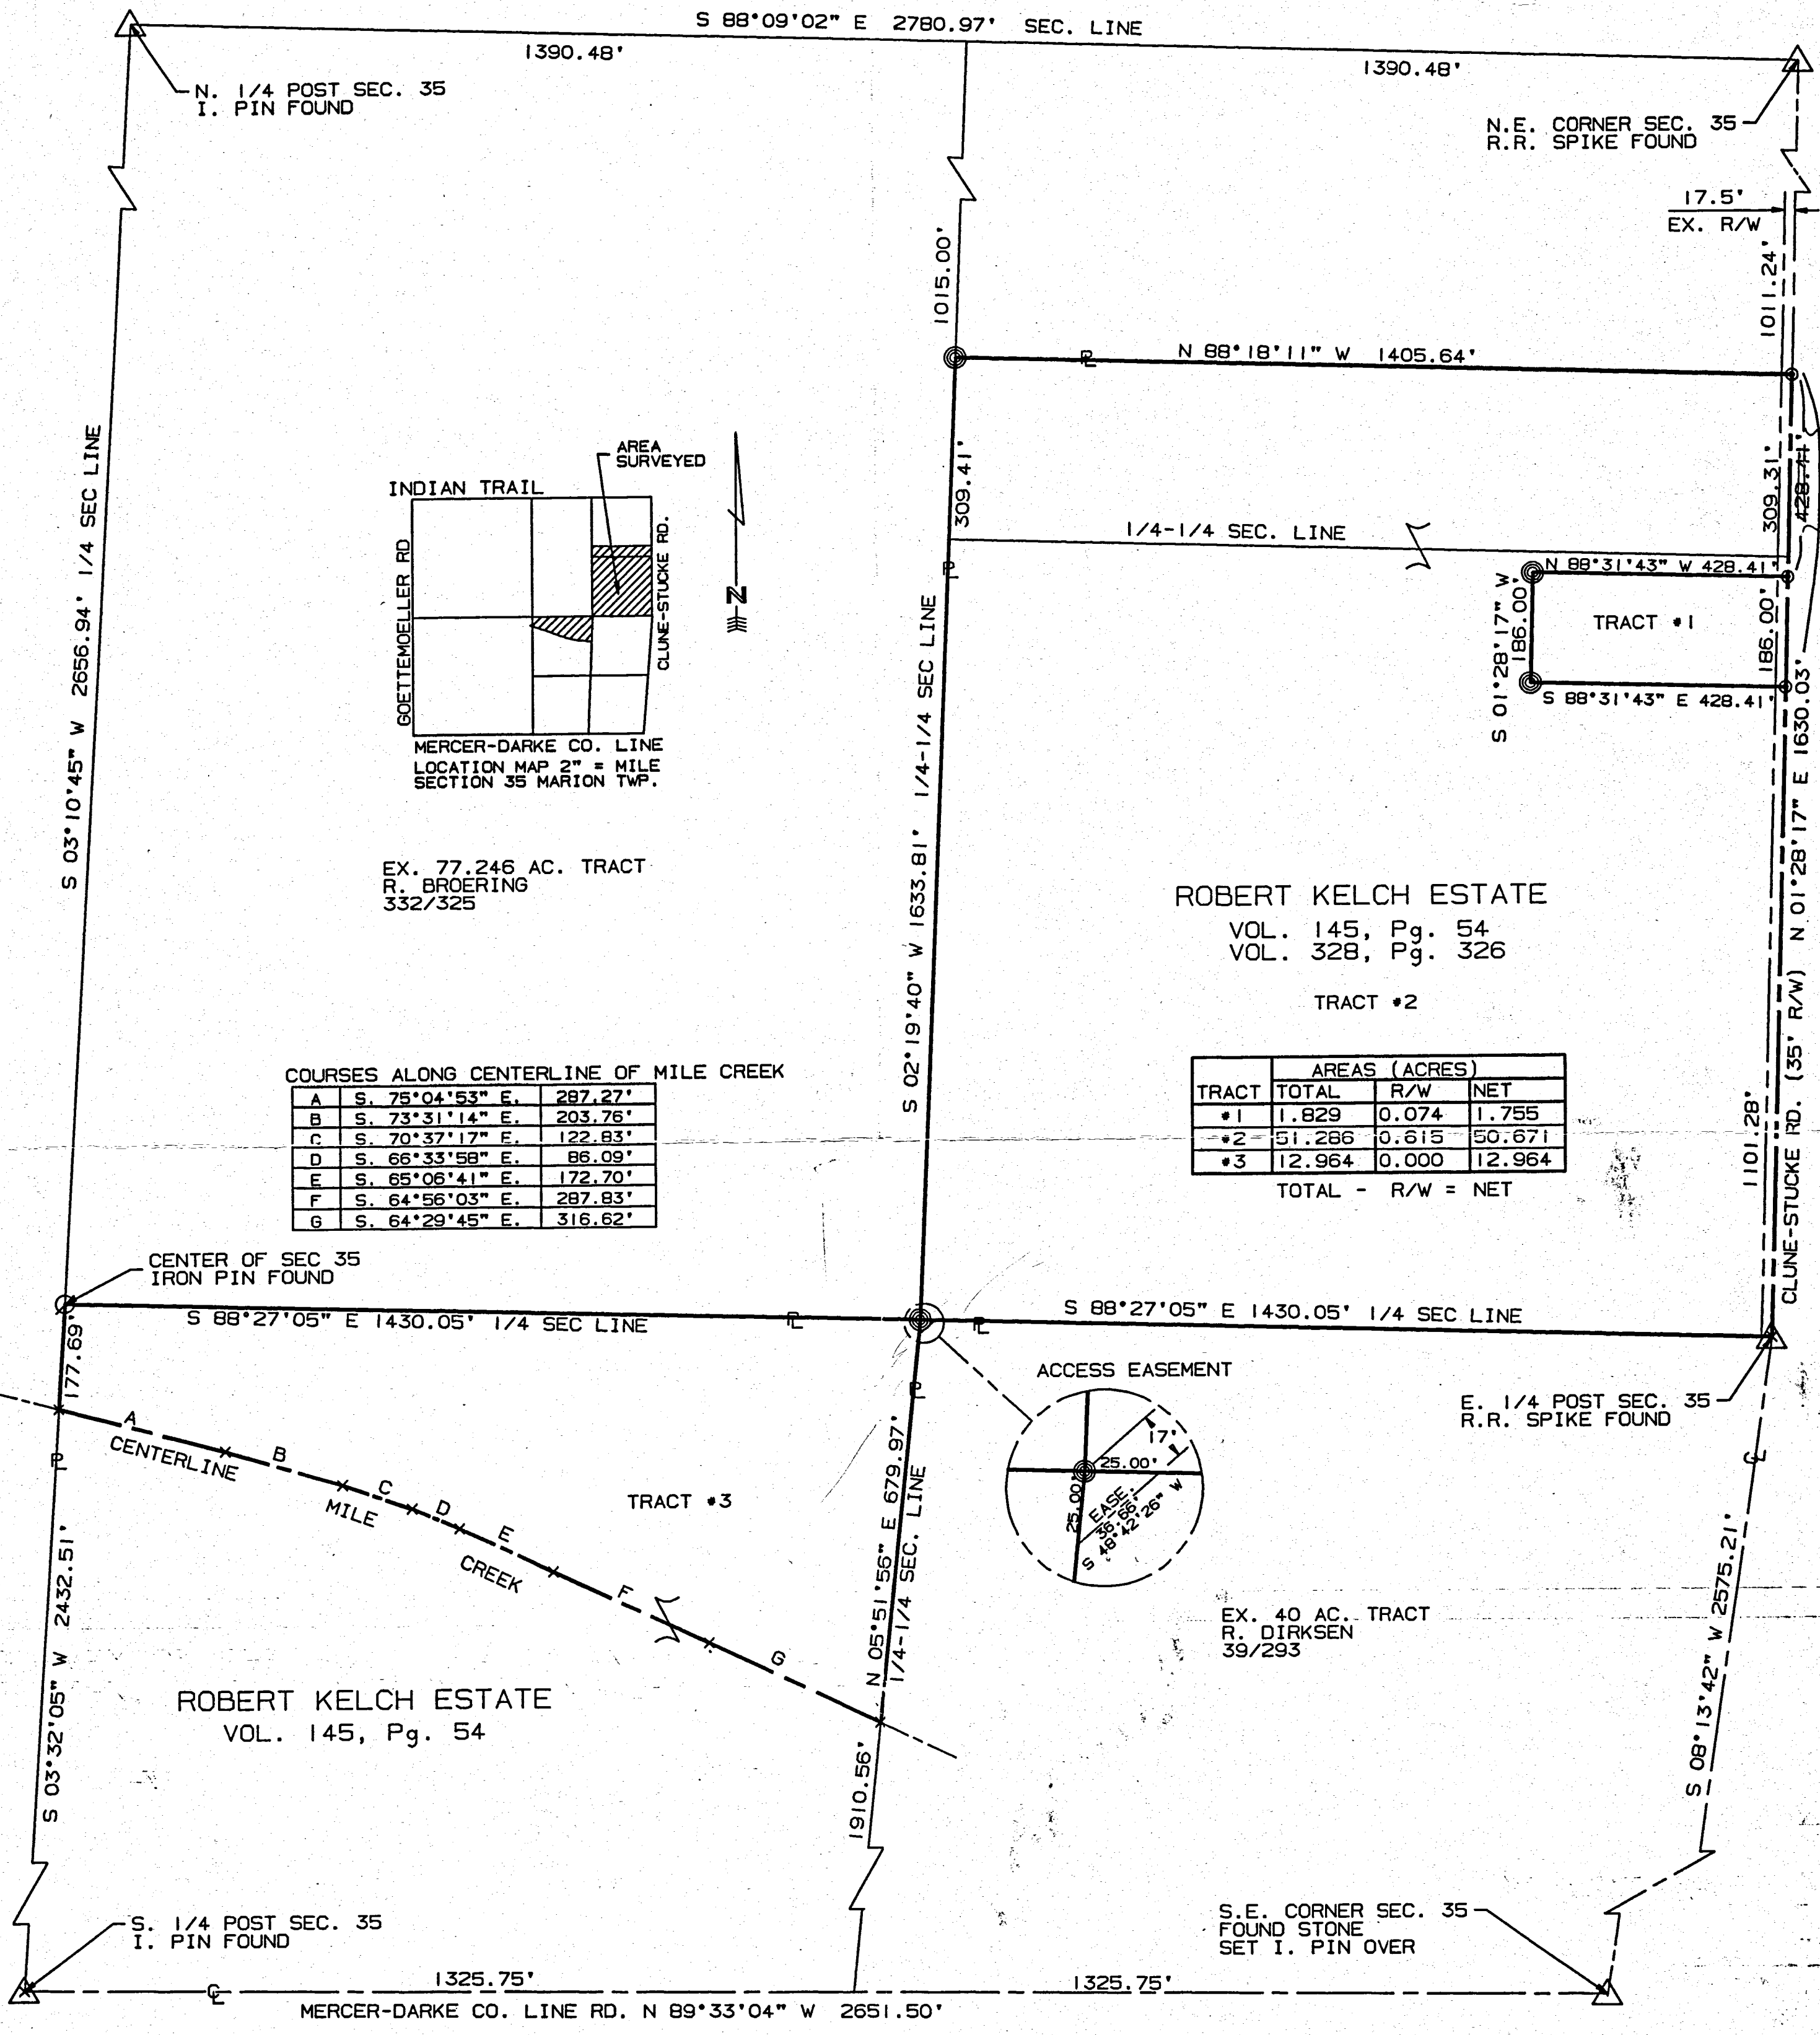 S 88°09'02" E 2780.97' SEC. LINE
1390.48'
1390.48'
N. 1/4 POST SEC. 35
I. PIN FOUND
N.E. CORNER SEC. 35
R.R. SPIKE FOUND
17.5'
EX. R/W
1015.00'
1011.24'
N 88°18'11" W 1405.64'
S 03°10'45" W 2656.94' 1/4 SEC LINE
AREA
SURVEYED
INDIAN TRAIL
GOETTEMOELLER RD
CLUNE-STUCKE RD.
N
MERCER-DARKE CO. LINE
LOCATION MAP 2" = MILE
SECTION 35 MARION TWP.
309.41'
309.31'
428.41'
1/4-1/4 SEC. LINE
N 88°31'43" W 428.41'
S 01°28'17" W
186.00'
TRACT #1
186.00'
S 88°31'43" E 428.41'
S 02°19'40" W 1633.81' 1/4-1/4 SEC LINE
EX. 77.246 AC. TRACT
R. BROERING
332/325
ROBERT KELCH ESTATE
VOL. 145, Pg. 54
VOL. 328, Pg. 326
TRACT #2
CLUNE-STUCKE RD. (35' R/W) N 01°28'17" E 1630.03'
1101.28'
COURSES ALONG CENTERLINE OF MILE CREEK
A S. 75°04'53" E. 287.27'
B S. 73°31'14" E. 203.76'
C S. 70°37'17" E. 122.83'
D S. 66°33'58" E. 86.09'
E S. 65°06'41" E. 172.70'
F S. 64°56'03" E. 287.83'
G S. 64°29'45" E. 316.62'
AREAS (ACRES)
TRACT TOTAL R/W NET
#1 1.829 0.074 1.755
#2 51.286 0.615 50.671
#3 12.964 0.000 12.964
TOTAL - R/W = NET
CENTER OF SEC 35
IRON PIN FOUND
S 88°27'05" E 1430.05' 1/4 SEC LINE
S 88°27'05" E 1430.05' 1/4 SEC LINE
177.69'
ACCESS EASEMENT
17'
25.00'
25.00'
EASE.
36.66'
S 48°42'26" W
E. 1/4 POST SEC. 35
R.R. SPIKE FOUND
A
B
C
D
E
F
G
CENTERLINE
MILE
CREEK
TRACT #3
N 05°51'56" E 679.97'
1/4-1/4 SEC. LINE
S 03°32'05" W 2432.51'
EX. 40 AC. TRACT
R. DIRKSEN
39/293
S 08°13'42" W 2575.21'
ROBERT KELCH ESTATE
VOL. 145, Pg. 54
1910.56'
S. 1/4 POST SEC. 35
I. PIN FOUND
S.E. CORNER SEC. 35
FOUND STONE
SET I. PIN OVER
1325.75'
1325.75'
MERCER-DARKE CO. LINE RD. N 89°33'04" W 2651.50'